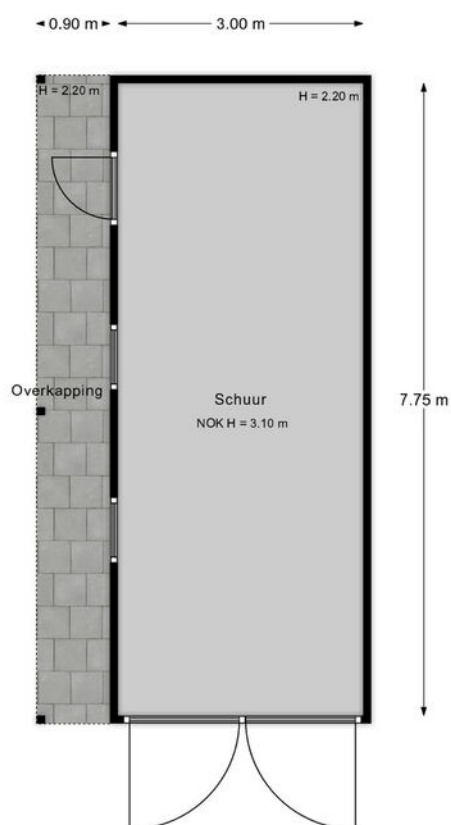 0.90 m
3.00 m
H = 2.20 m
H = 2.20 m
Overkapping
Schuur
7.75 m
NOK H = 3.10 m